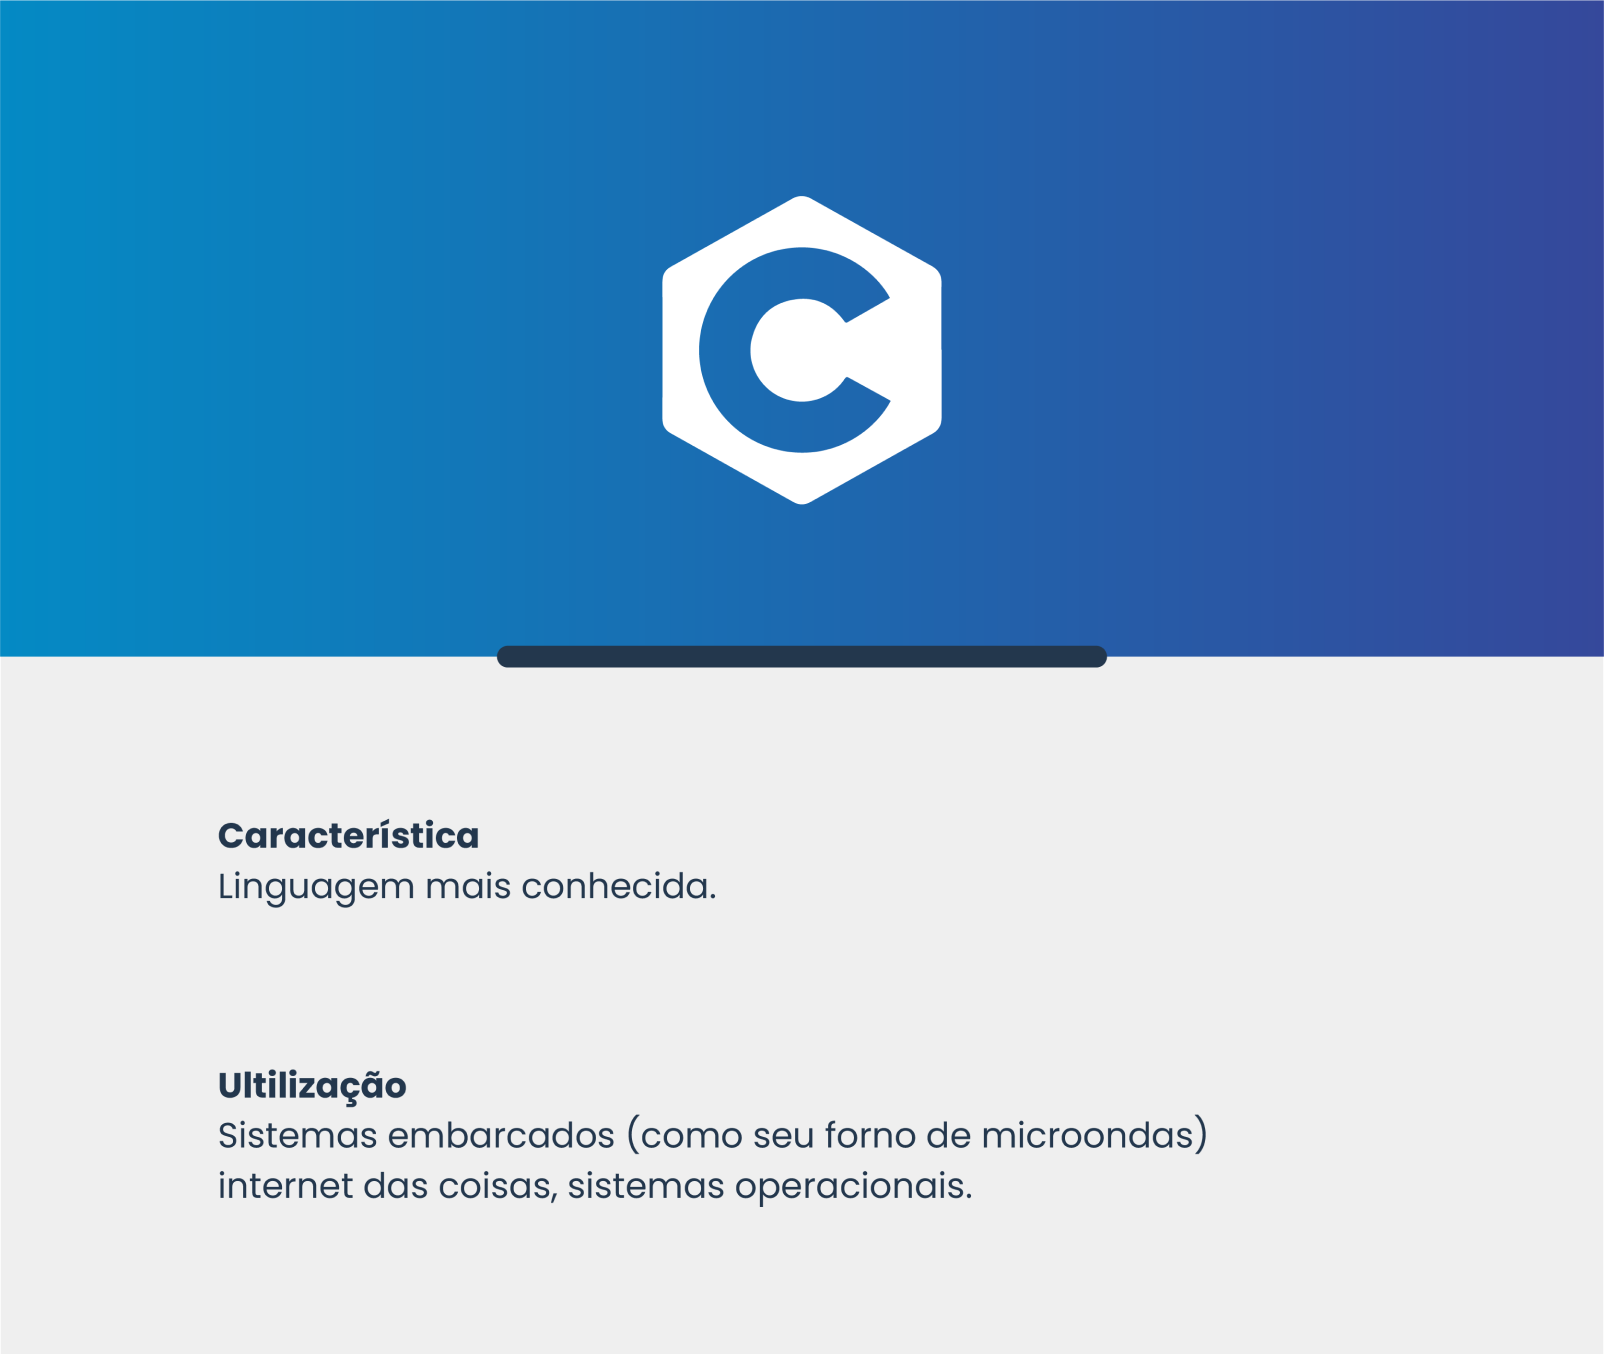 C
Característica
Linguagem mais conhecida.
Ultilização
Sistemas embarcados (como seu forno de microondas)
internet das coisas, sistemas operacionais.